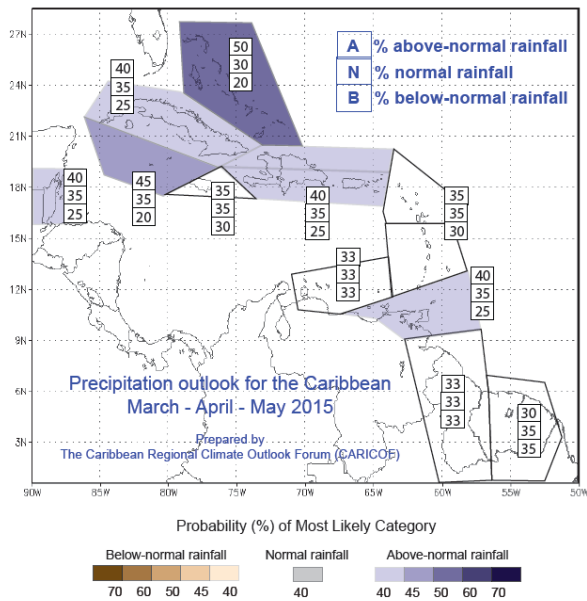 27N
24N
21N
18N
15N
12N
9N
6N
3N
90W
85W
80W
75W
70W
65W
60W
55W
50W
A % above-normal rainfall
N % normal rainfall
B % below-normal rainfall
50
30
20
40
35
25
45
35
20
40
35
25
35
35
30
40
35
25
35
35
30
33
33
33
40
35
25
33
33
33
30
35
35
Precipitation outlook for the Caribbean
March - April - May 2015
Prepared by
The Caribbean Regional Climate Outlook Forum (CARICOF)
Probability (%) of Most Likely Category
Below-normal rainfall
70 60 50 45 40
Normal rainfall
40
Above-normal rainfall
40 45 50 60 70